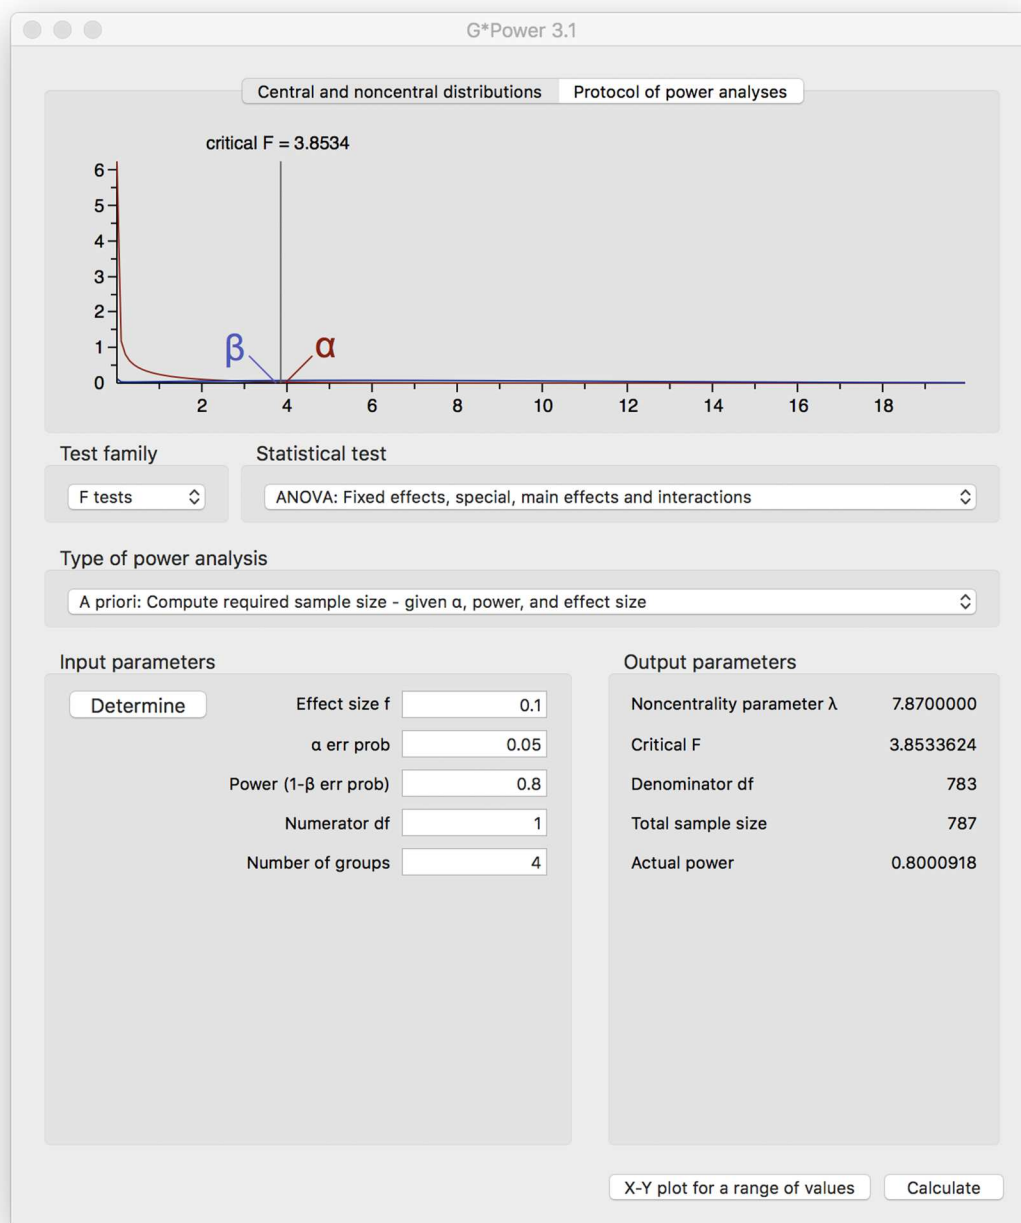 G*Power 3.1
Central and noncentral distributions
Protocol of power analyses
critical F = 3.8534
6
5
4
3
2
1
0
β
α
2 4 6 8 10 12 14 16 18
Test family
Statistical test
F tests
ANOVA: Fixed effects, special, main effects and interactions
Type of power analysis
A priori: Compute required sample size - given α, power, and effect size
Input parameters
Determine
Effect size f 0.1
α err prob 0.05
Power (1-β err prob) 0.8
Numerator df 1
Number of groups 4
Output parameters
Noncentrality parameter λ 7.8700000
Critical F 3.8533624
Denominator df 783
Total sample size 787
Actual power 0.8000918
X-Y plot for a range of values
Calculate